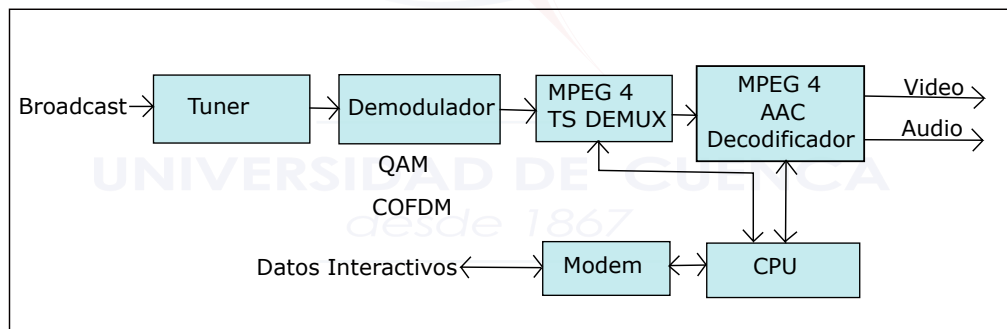 Broadcast
Tuner
Demodulador
MPEG 4
TS DEMUX
MPEG 4
AAC
Decodificador
Video
Audio
QAM
COFDM
UNIVERSIDAD DE CUENCA
desde 1867
Datos Interactivos
Modem
CPU